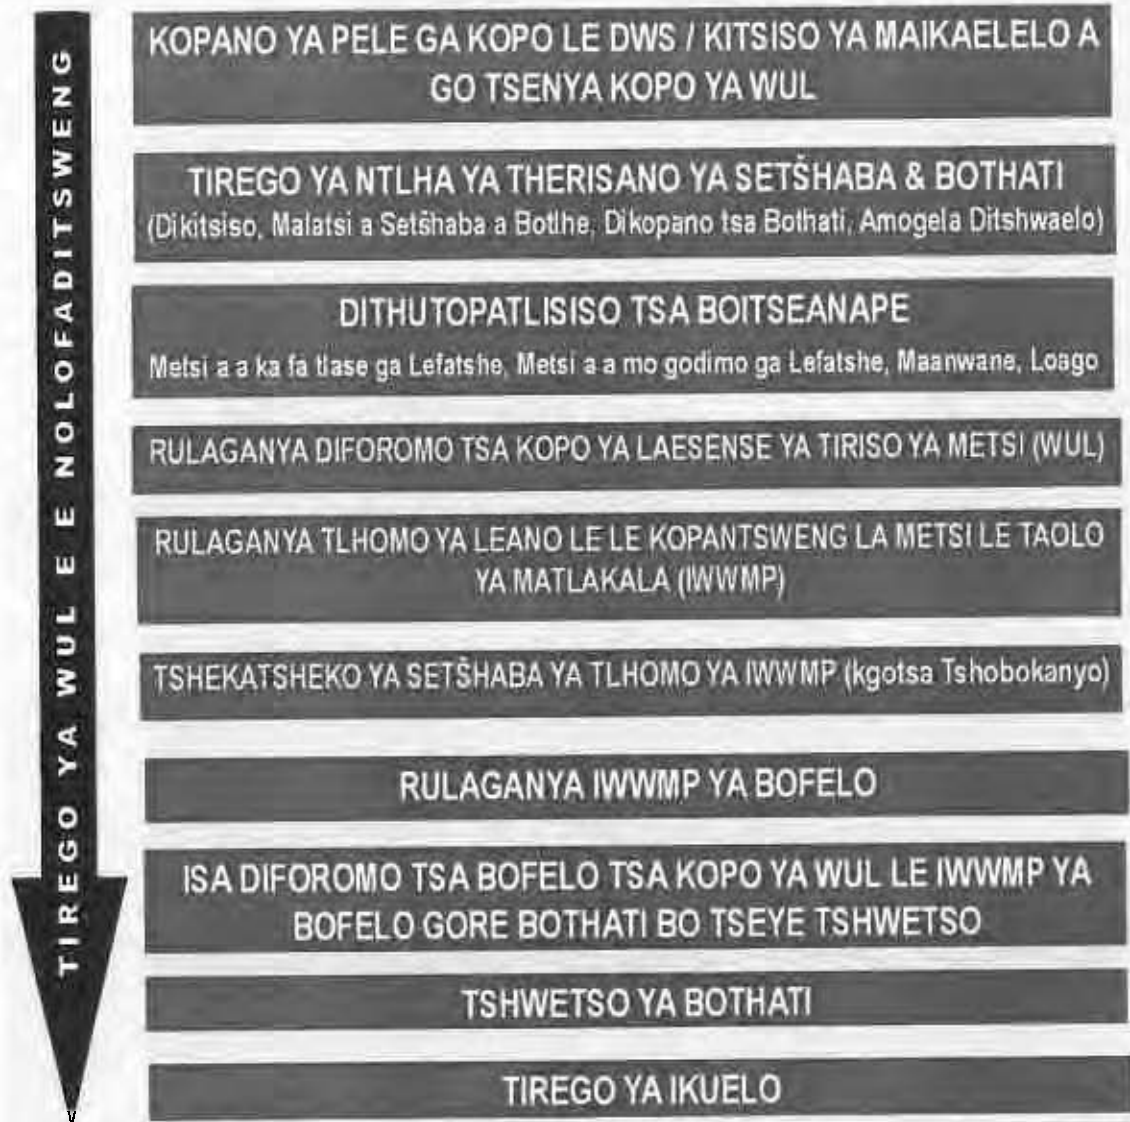 TIREGO YA WUL E E NOLOFADITSWENG
KOPANO YA PELE GA KOPO LE DWS / KITSISO YA MAIKAELELO A
GO TSENYA KOPO YA WUL
TIREGO YA NTLHA YA THERISANO YA SETŠHABA & BOTHATI
(Dikitsiso, Malatsi a Setšhaba a Botlhe, Dikopano tsa Bothati, Amogela Ditshwaelo)
DITHUTOPATLISISO TSA BOITSEANAPE
Metsi a a ka fa tlase ga Lefatshe, Metsi a a mo godimo ga Lefatshe, Maanwane, Loago
RULAGANYA DIFOROMO TSA KOPO YA LAESENSE YA TIRISO YA METSI (WUL)
RULAGANYA TLHOMO YA LEANO LE LE KOPANTSWENG LA METSI LE TAOLO
YA MATLAKALA (IWWMP)
TSHEKATSHEKO YA SETŠHABA YA TLHOMO YA IWWMP (kgotsa Tshobokanyo)
RULAGANYA IWWMP YA BOFELO
ISA DIFOROMO TSA BOFELO TSA KOPO YA WUL LE IWWMP YA
BOFELO GORE BOTHATI BO TSEYE TSHWETSO
TSHWETSO YA BOTHATI
TIREGO YA IKUELO